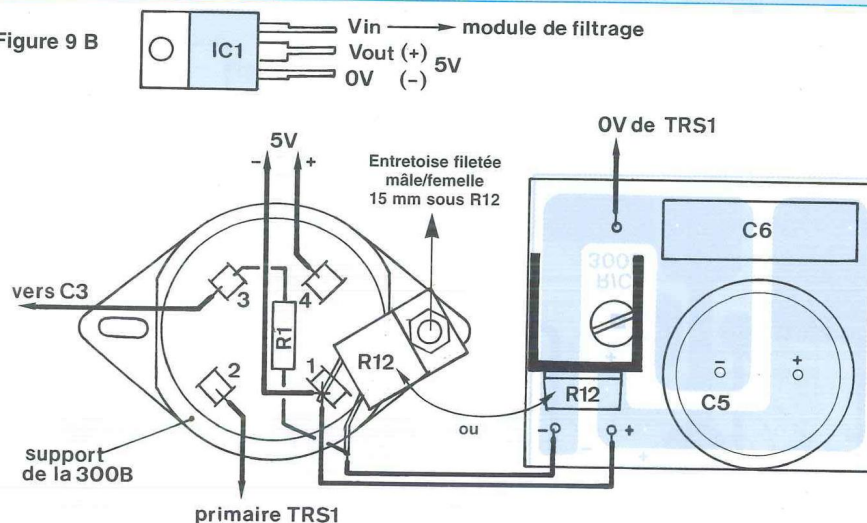 Figure 9 B
IC1
Vin
module de filtrage
Vout (+)
5V
0V (-)
0V de TRS1
5V
- +
Entretoise filetée
mâle/femelle
15 mm sous R12
C6
300
R/C
vers C3
3
4
R1
R12
2
1
ou
R12
C5
- +
- +
- +
support
de la 300B
primaire TRS1